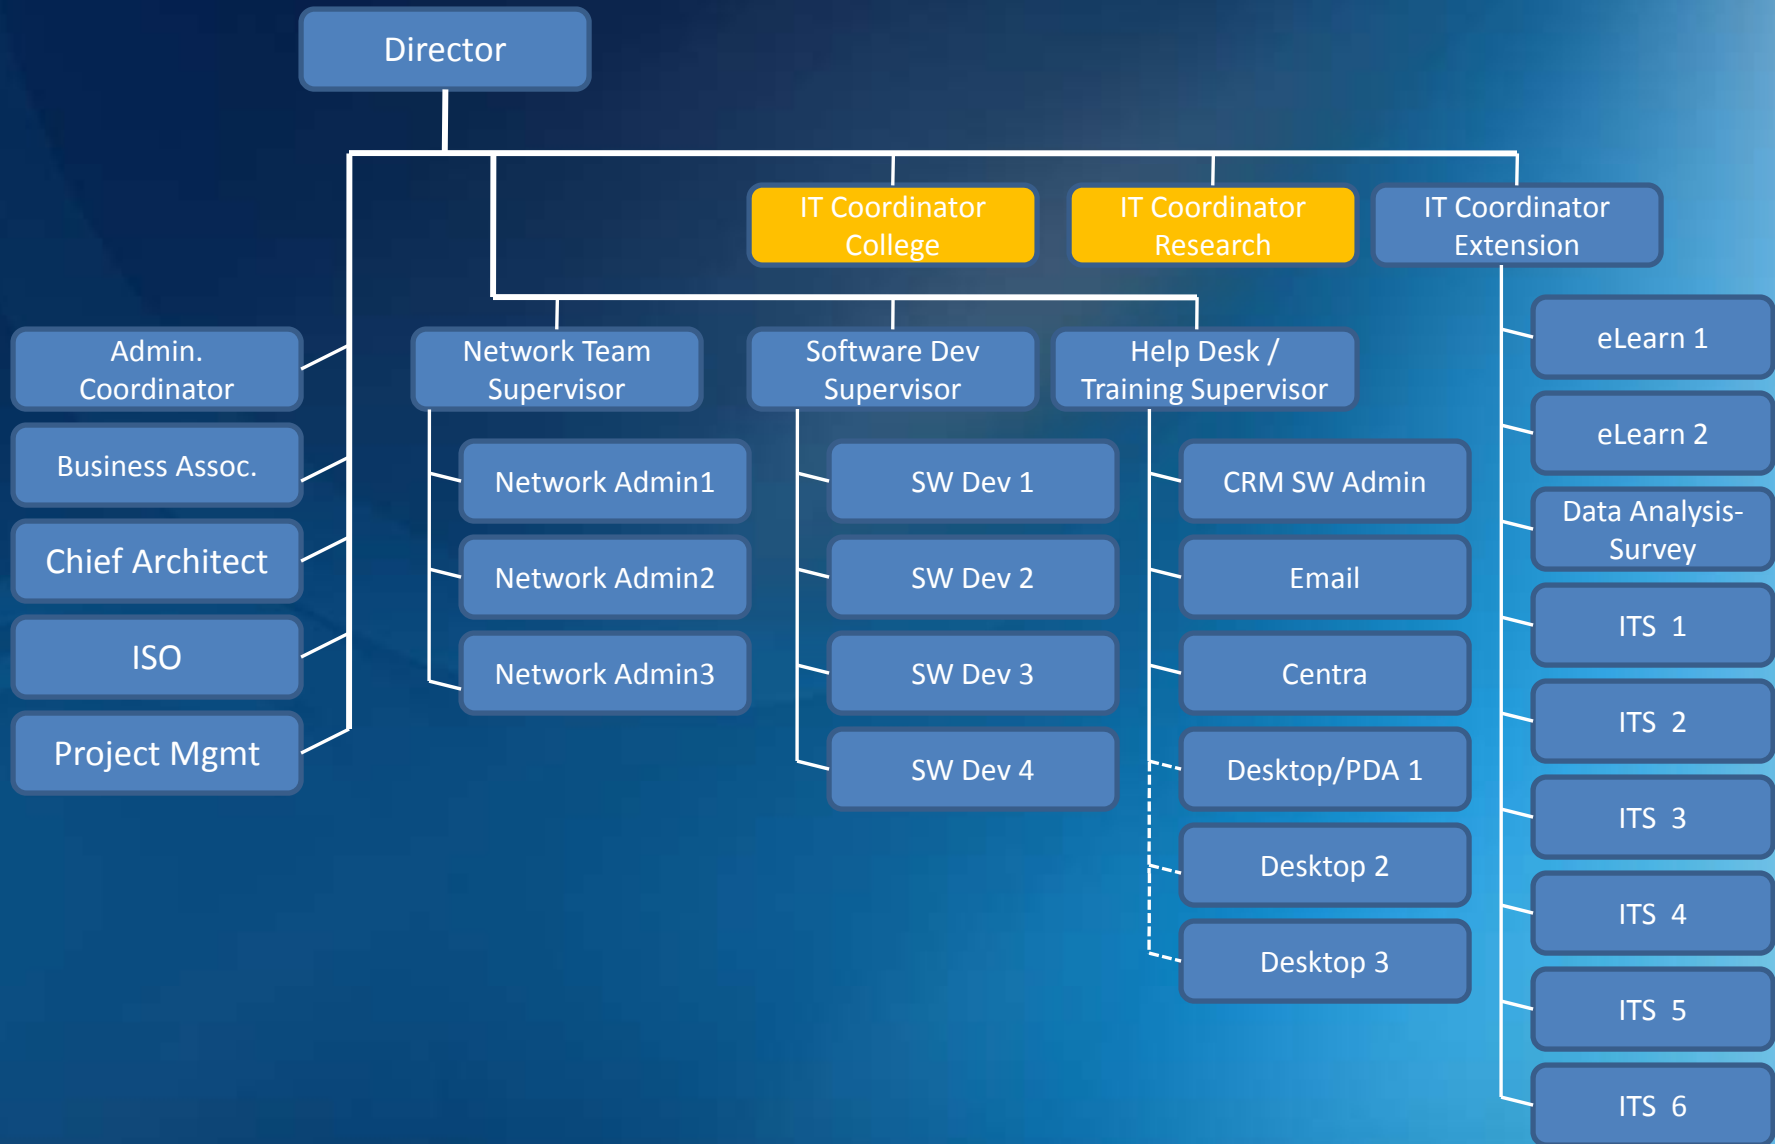 Director
IT Coordinator
College
IT Coordinator
Research
IT Coordinator
Extension
Admin.
Coordinator
Business Assoc.
Chief Architect
ISO
Project Mgmt
Network Team
Supervisor
Network Admin1
Network Admin2
Network Admin3
Software Dev
Supervisor
SW Dev 1
SW Dev 2
SW Dev 3
SW Dev 4
Help Desk /
Training Supervisor
CRM SW Admin
Email
Centra
Desktop/PDA 1
Desktop 2
Desktop 3
eLearn 1
eLearn 2
Data Analysis-
Survey
ITS 1
ITS 2
ITS 3
ITS 4
ITS 5
ITS 6